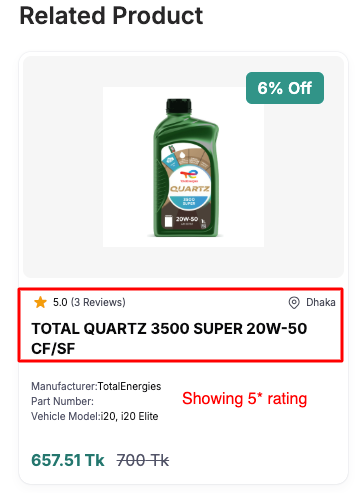 Related Product
6% Off
TotalEnergies
QUARTZ
3500
SUPER
20W-50
5.0 (3 Reviews)
Dhaka
TOTAL QUARTZ 3500 SUPER 20W-50
CF/SF
Manufacturer:TotalEnergies
Part Number:
Showing 5* rating
Vehicle Model:i20, i20 Elite
657.51 Tk 700 Tk